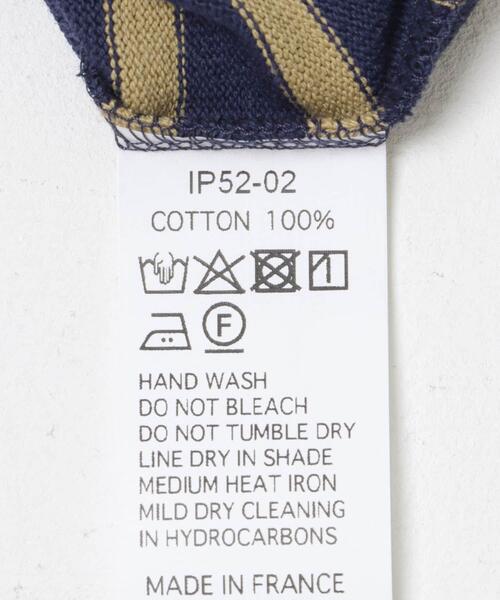 IP52-02
COTTON 100%
F
HAND WASH
DO NOT BLEACH
DO NOT TUMBLE DRY
LINE DRY IN SHADE
MEDIUM HEAT IRON
MILD DRY CLEANING
IN HYDROCARBONS
MADE IN FRANCE